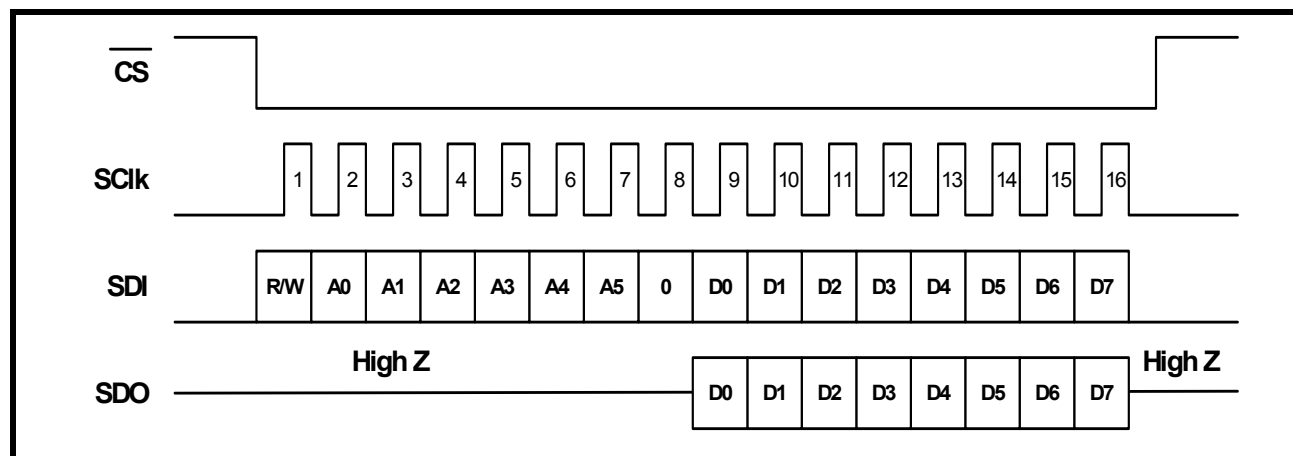 CS
SClk 1 2 3 4 5 6 7 8 9 10 11 12 13 14 15 16
SDI R/W A0 A1 A2 A3 A4 A5 0 D0 D1 D2 D3 D4 D5 D6 D7
High Z High Z
SDO D0 D1 D2 D3 D4 D5 D6 D7